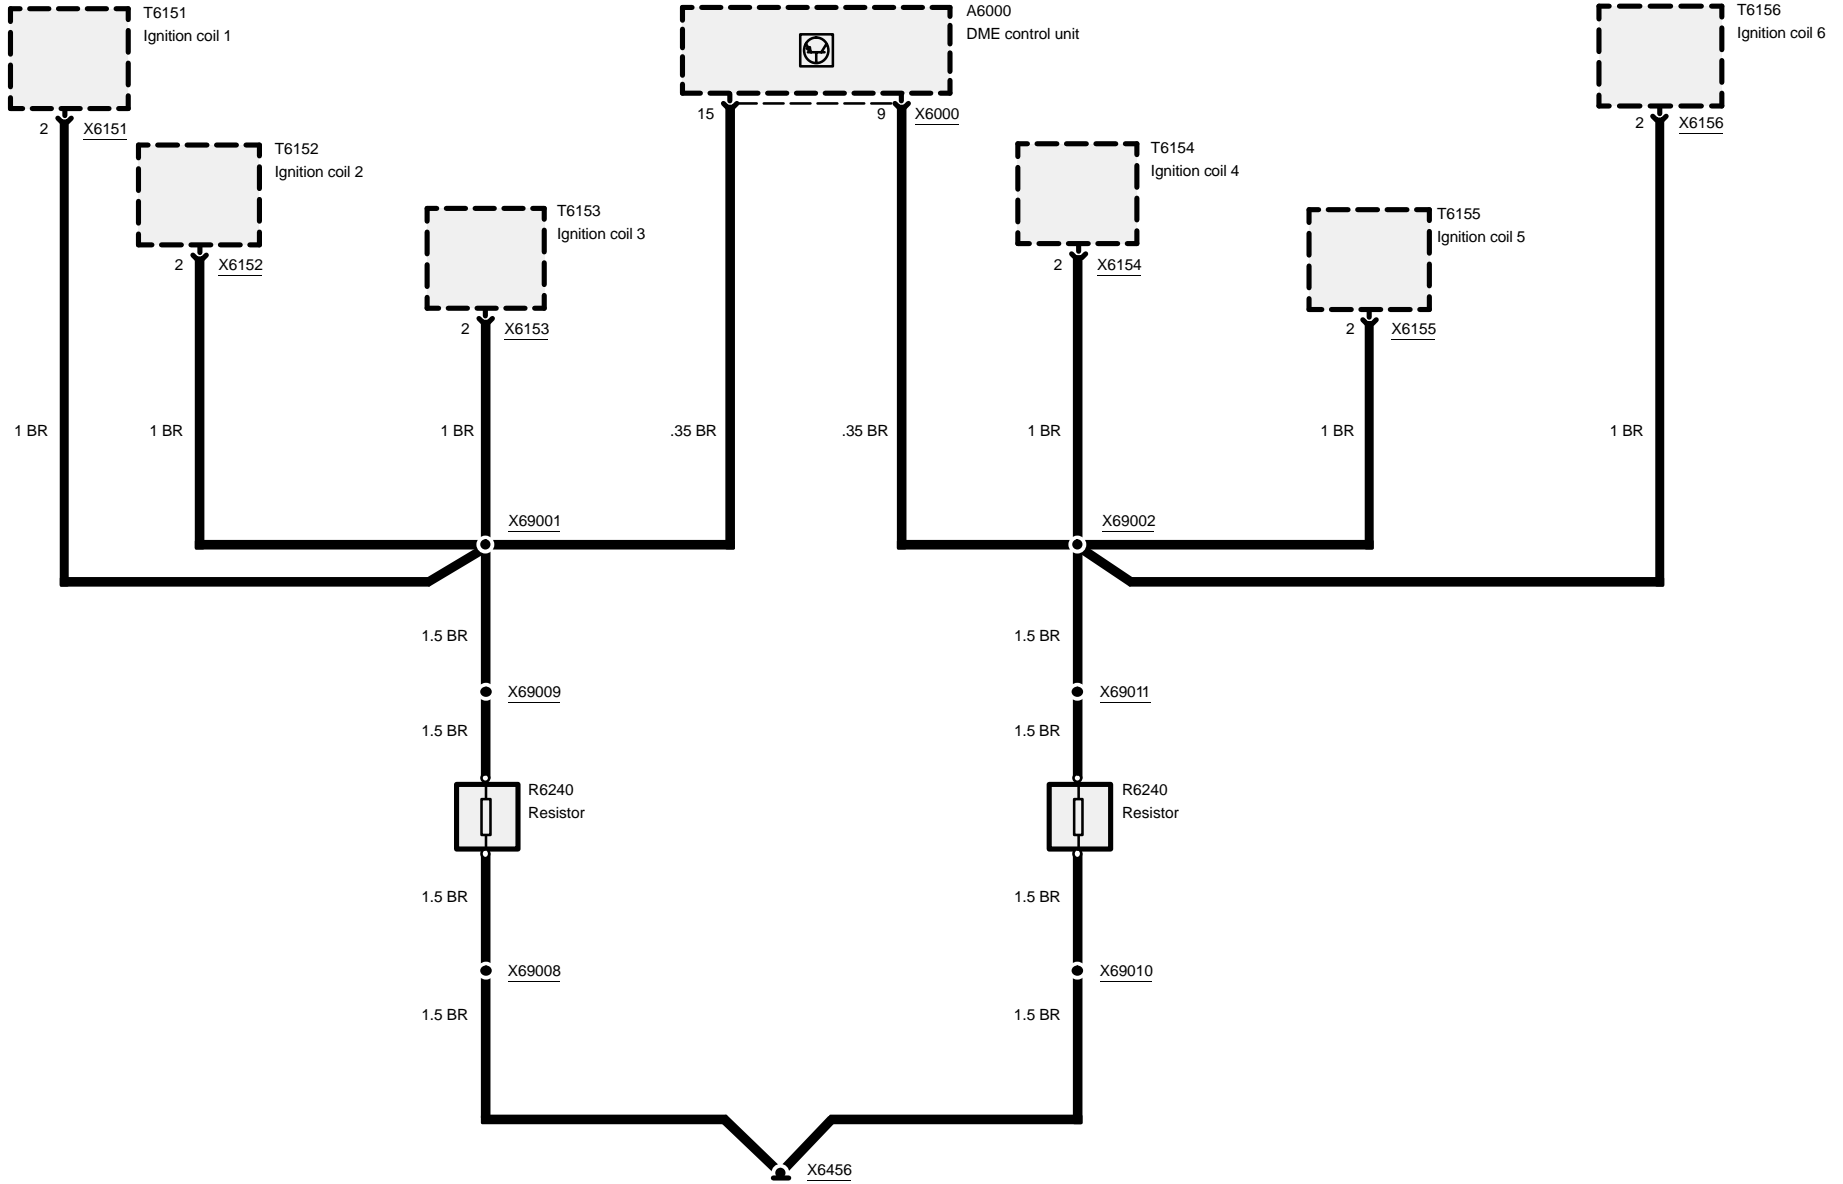 T6151
Ignition coil 1
A6000
DME control unit
T6156
Ignition coil 6
15
9
X6000
2
X6151
2
X6156
T6152
Ignition coil 2
T6154
Ignition coil 4
T6153
Ignition coil 3
T6155
Ignition coil 5
2
X6152
2
X6154
2
X6153
2
X6155
1 BR
1 BR
1 BR
.35 BR
.35 BR
1 BR
1 BR
1 BR
X69001
X69002
1.5 BR
1.5 BR
X69009
X69011
1.5 BR
1.5 BR
R6240
Resistor
R6240
Resistor
1.5 BR
1.5 BR
X69008
X69010
1.5 BR
1.5 BR
X6456